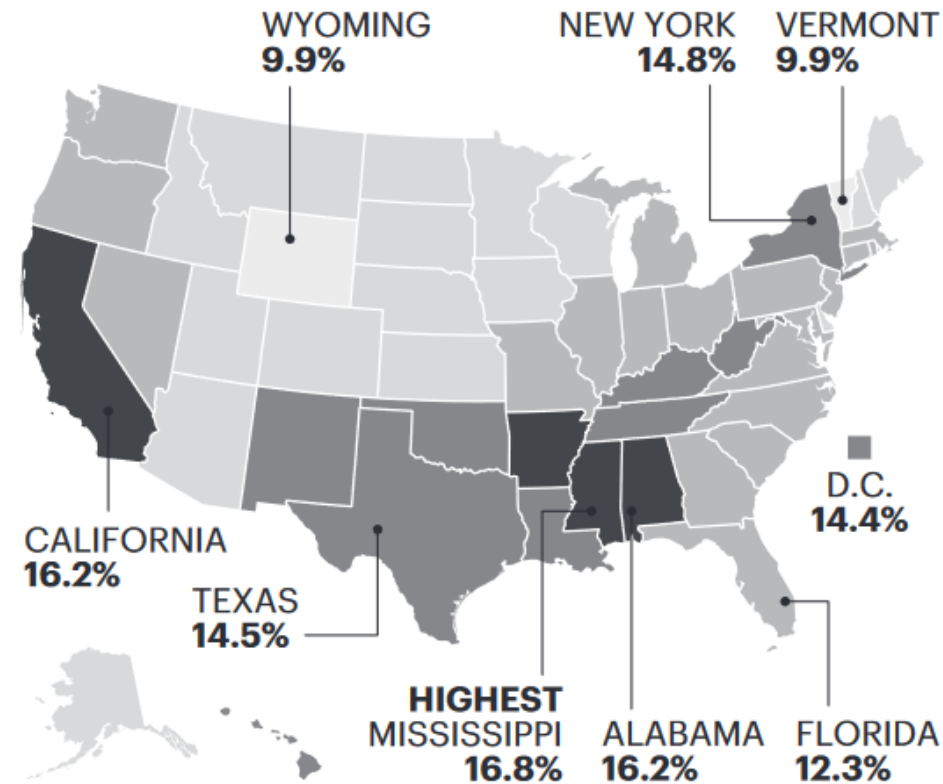 WYOMING
9.9%
NEW YORK
14.8%
VERMONT
9.9%
D.C.
14.4%
CALIFORNIA
16.2%
TEXAS
14.5%
HIGHEST
MISSISSIPPI
16.8%
ALABAMA
16.2%
FLORIDA
12.3%